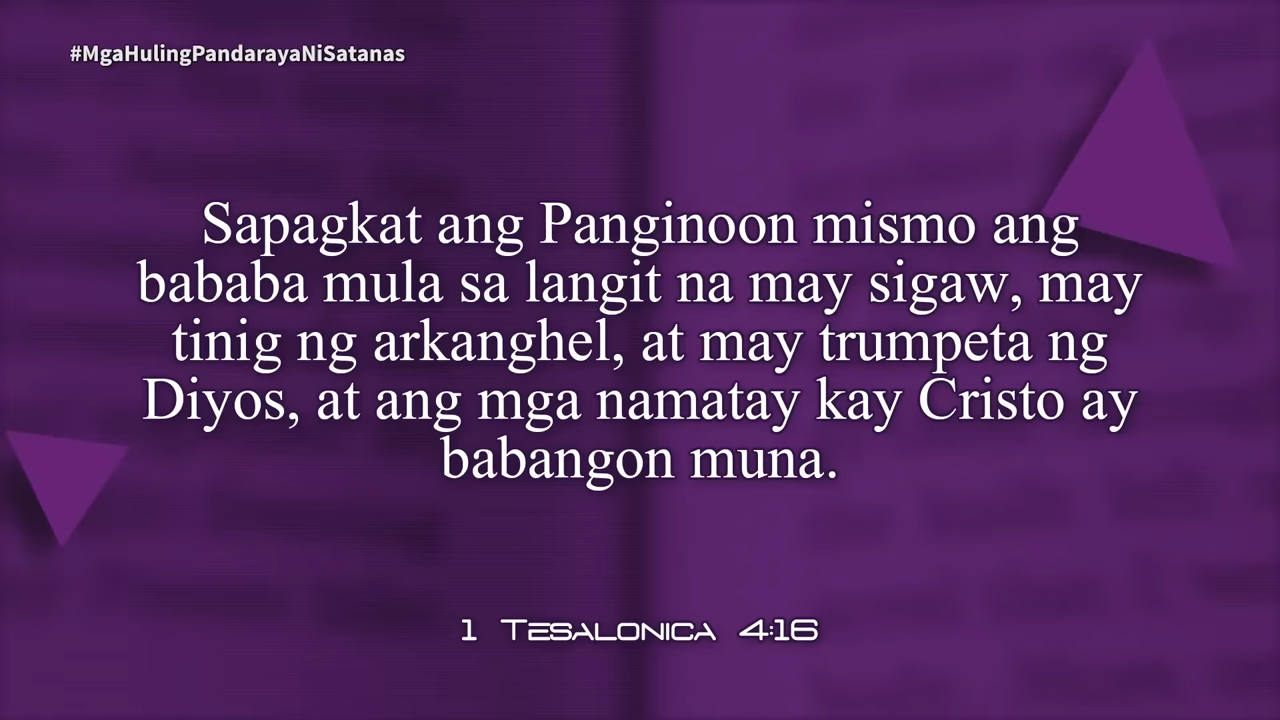 #MgaHulingPandarayaNiSatanas
Sapagkat ang Panginoon mismo ang
bababa mula sa langit na may sigaw, may
tinig ng arkanghel, at may trumpeta ng
Diyos, at ang mga namatay kay Cristo ay
babangon muna.
1 Tesalonica 4:16